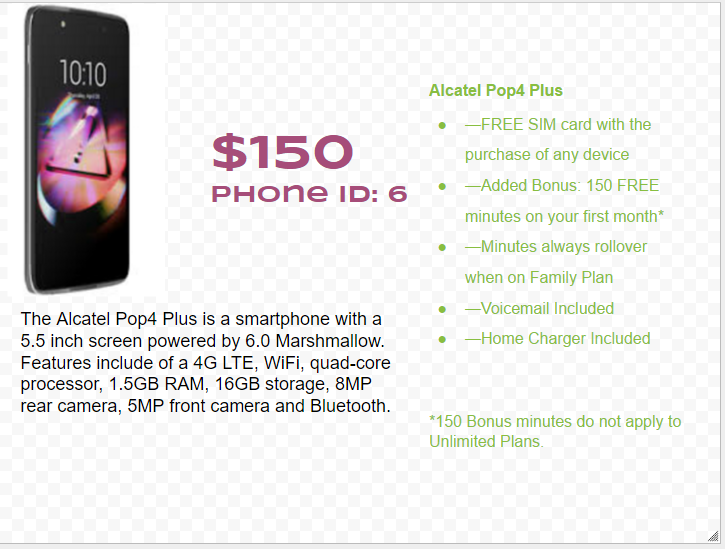 10:10
$150
PHONE ID: 6
The Alcatel Pop4 Plus is a smartphone with a
5.5 inch screen powered by 6.0 Marshmallow.
Features include of a 4G LTE, WiFi, quad-core
processor, 1.5GB RAM, 16GB storage, 8MP
rear camera, 5MP front camera and Bluetooth.
Alcatel Pop4 Plus
● —FREE SIM card with the
purchase of any device
● —Added Bonus: 150 FREE
minutes on your first month*
● —Minutes always rollover
when on Family Plan
● —Voicemail Included
● —Home Charger Included
*150 Bonus minutes do not apply to
Unlimited Plans.